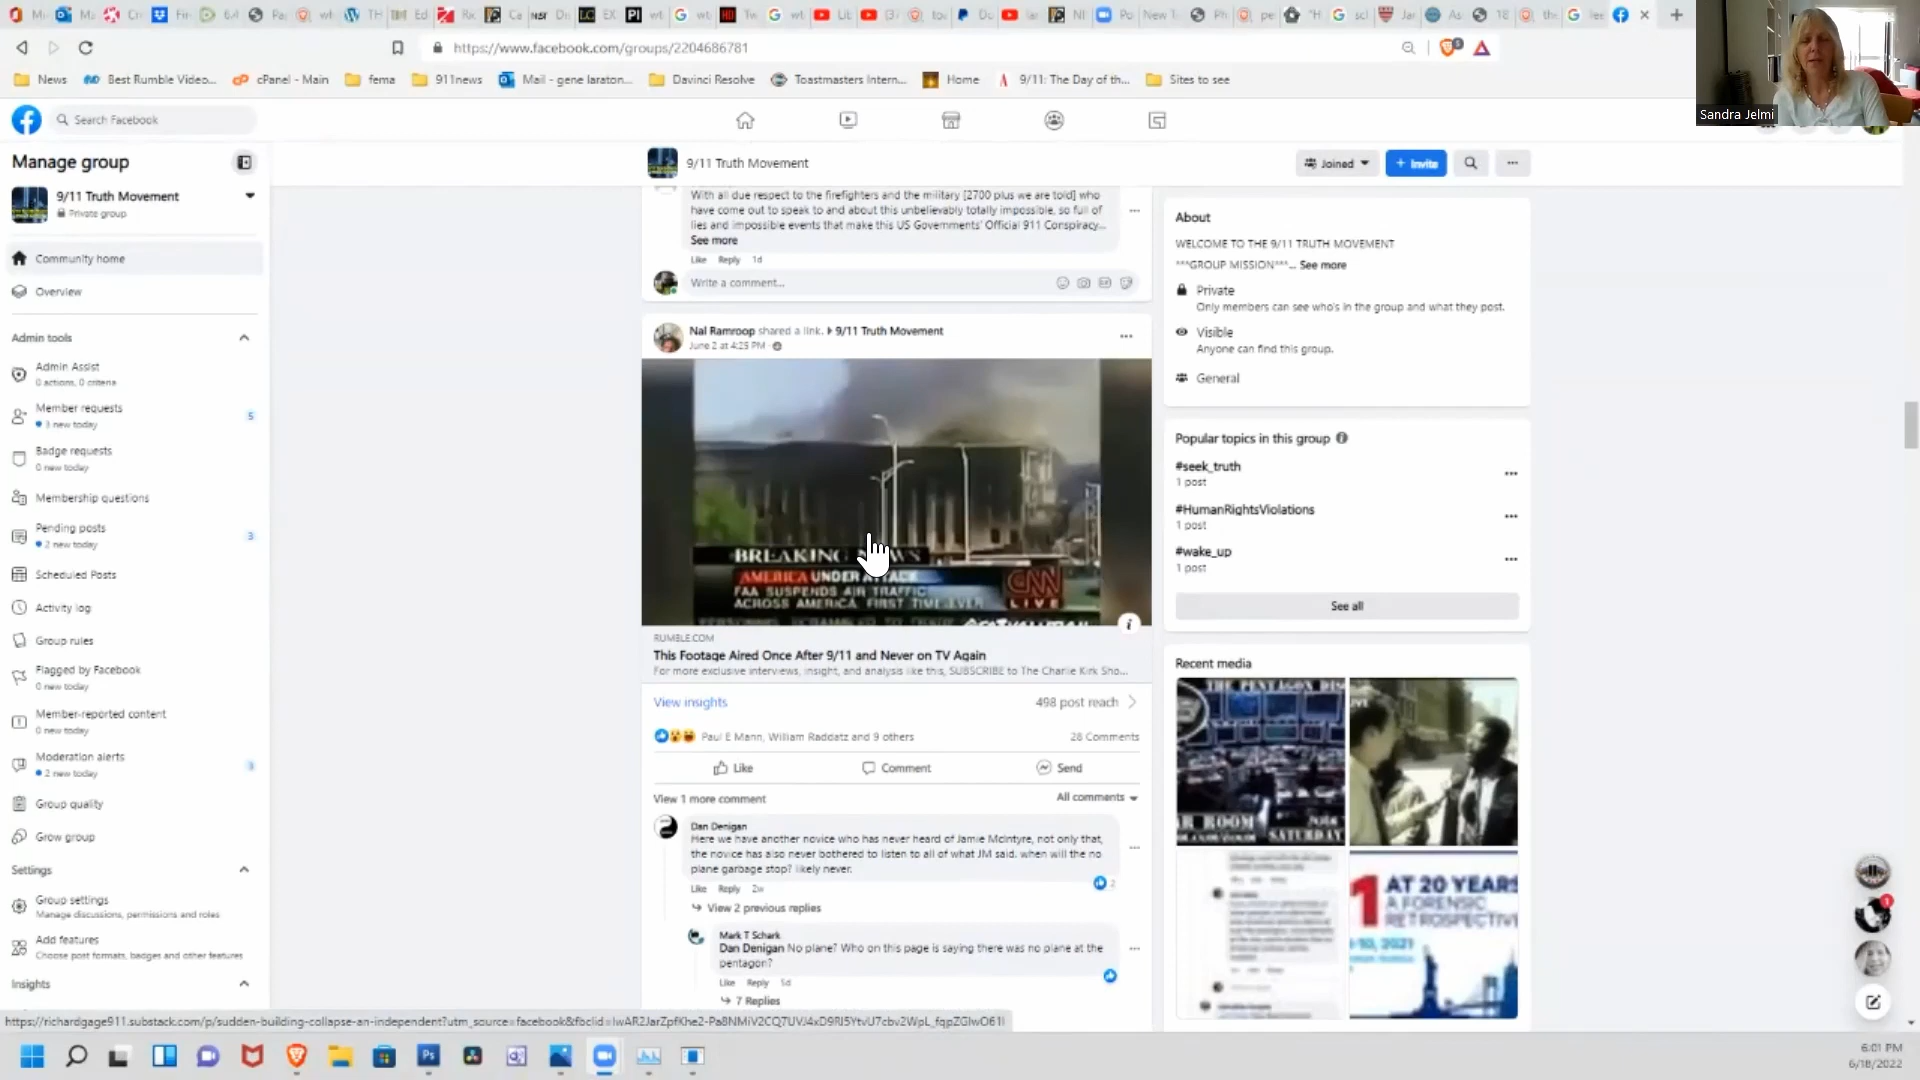 https://www.facebook.com/groups/2204686781
News
Best Rumble Video...
cPanel - Main
fema
911news
Mail - gene laraton...
Davinci Resolve
Toastmasters Intern...
Home
9/11: The Day of th...
Sites to see
Sandra Jelmi
Search Facebook
Manage group
9/11 Truth Movement
Private group
Community home
Overview
Admin tools
Admin Assist
0 actions, 0 criteria
Member requests
3 new today
5
Badge requests
0 new today
Membership questions
Pending posts
2 new today
3
Scheduled Posts
Activity log
Group rules
Flagged by Facebook
0 new today
Member-reported content
0 new today
Moderation alerts
2 new today
3
Group quality
Grow group
Settings
Group settings
Manage discussions, permissions and roles
Add features
Choose post formats, badges and other features
Insights
9/11 Truth Movement
Joined
+ Invite
With all due respect to the firefighters and the military [2700 plus we are told] who
have come out to speak to and about this unbelievably totally impossible, so full of
lies and impossible events that make this US Governments' Official 911 Conspiracy...
See more
Like Reply 1d
Write a comment...
Nal Ramroop shared a link. 9/11 Truth Movement
June 2 at 4:25 PM
BREAKING NEWS
AMERICA UNDER ATTACK
FAA SUSPENDS AIR TRAFFIC
ACROSS AMERICA, FIRST TIME EVER
CNN
LIVE
RUMBLE.COM
This Footage Aired Once After 9/11 and Never on TV Again
For more exclusive interviews, insight, and analysis like this, SUBSCRIBE to The Charlie Kirk Sho...
View insights
498 post reach
Paul E Mann, William Raddatz and 9 others
28 Comments
Like
Comment
Send
View 1 more comment
All comments
Dan Denigan
Here we have another novice who has never heard of Jamie McIntyre, not only that,
the novice has also never bothered to listen to all of what JM said. when will the no
plane garbage stop? likely never.
2
Like Reply 2w
View 2 previous replies
Mark T Schark
Dan Denigan No plane? Who on this page is saying there was no plane at the
pentagon?
Like Reply 5d
7 Replies
About
WELCOME TO THE 9/11 TRUTH MOVEMENT
***GROUP MISSION***... See more
Private
Only members can see who's in the group and what they post.
Visible
Anyone can find this group.
General
Popular topics in this group
#seek_truth
1 post
#HumanRightsViolations
1 post
#wake_up
1 post
See all
Recent media
SATURDAY
AT 20 YEARS
A FORENSIC
RETROSPECTIVE
-10, 2021
1
6:01 PM
6/18/2022